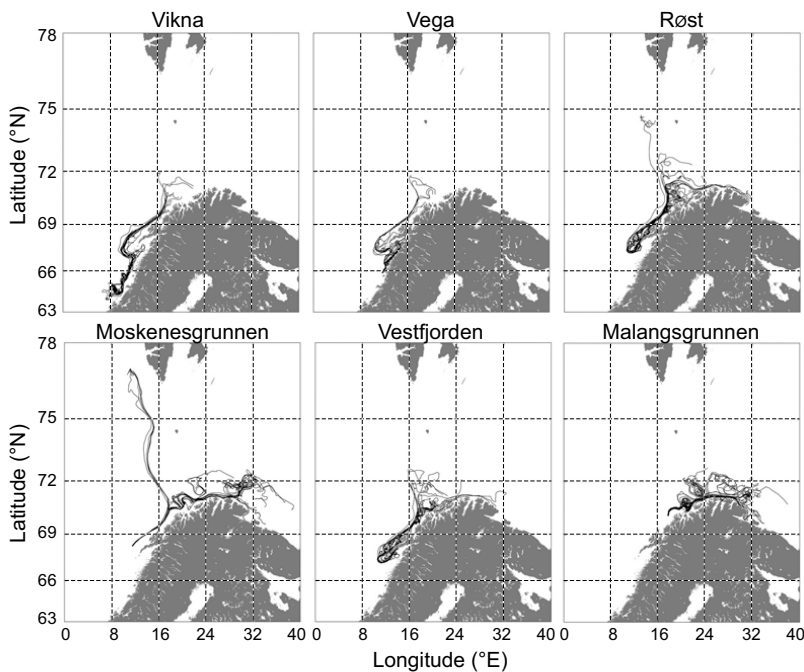 Vikna Vega Røst
78
75
72
69
66
63
Latitude (°N)
Moskenesgrunnen Vestfjorden Malangsgrunnen
78
75
72
69
66
63
Latitude (°N)
0 8 16 24 32 40 0 8 16 24 32 40 0 8 16 24 32 40
Longitude (°E)